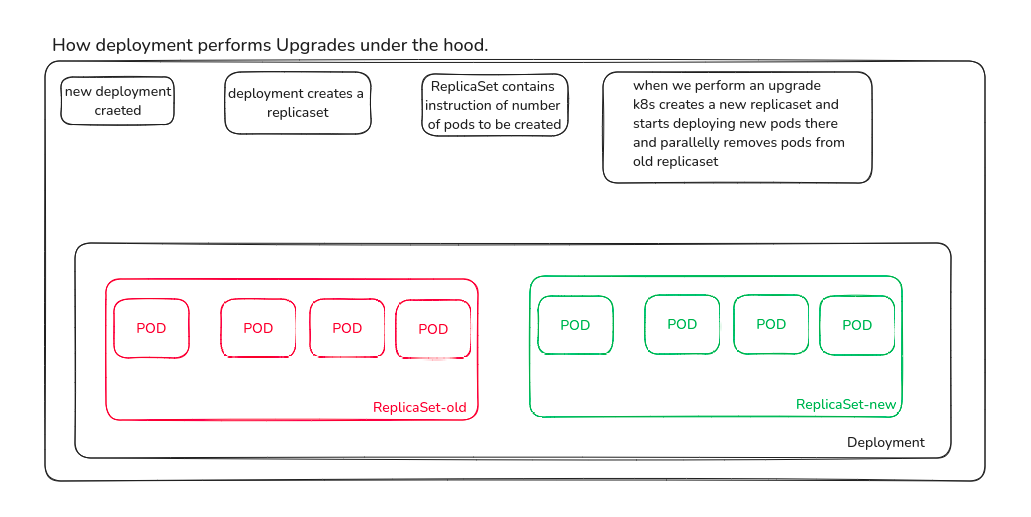 How deployment performs Upgrades under the hood.
new deployment
craeted
deployment creates a
replicaset
ReplicaSet contains
instruction of number
of pods to be created
when we perform an upgrade
k8s creates a new replicaset and
starts deploying new pods there
and parallelly removes pods from
old replicaset
POD
POD
POD
POD
ReplicaSet-old
POD
POD
POD
POD
ReplicaSet-new
Deployment